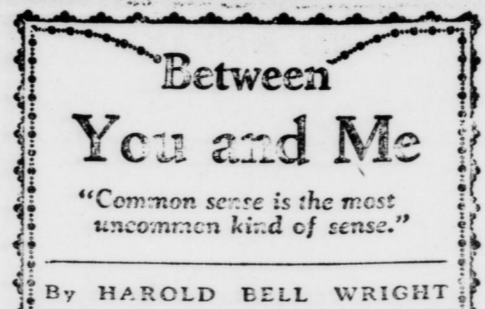 Between
You and Me
“Common sense is the most
uncommon kind of sense.”
By HAROLD BELL WRIGHT